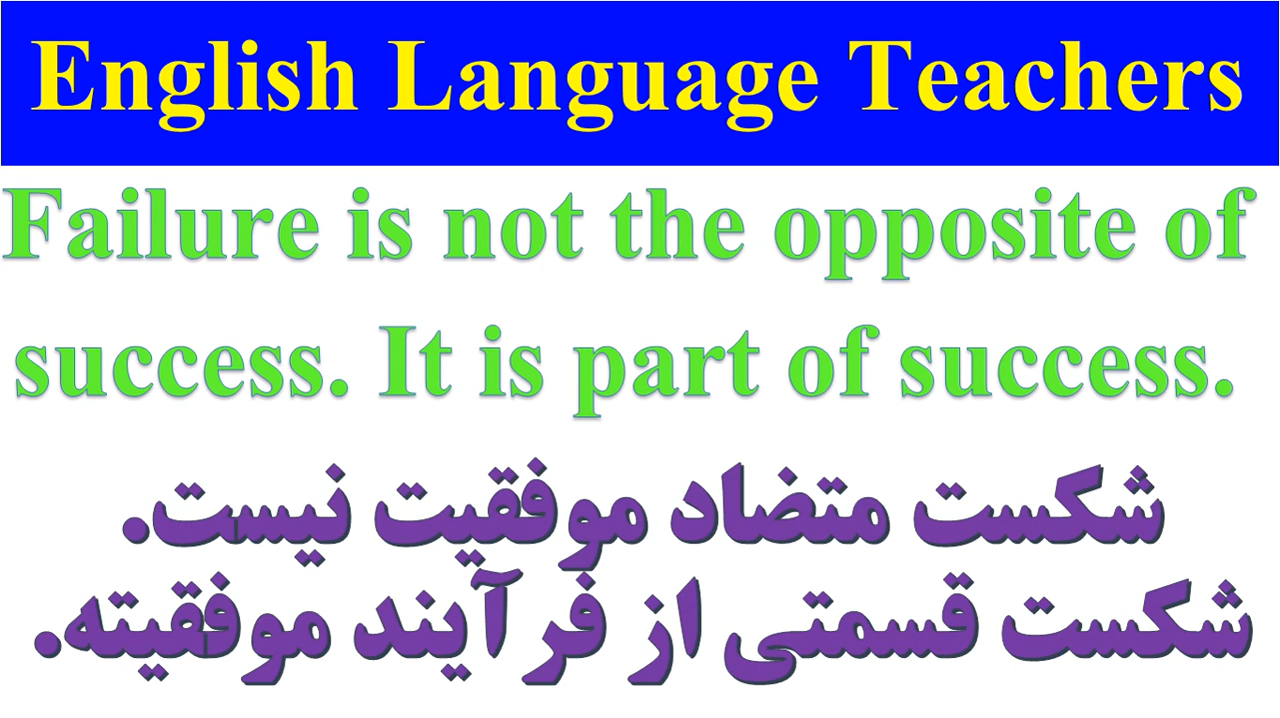 English Language Teachers
Failure is not the opposite of
success. It is part of success.
شکست متضاد موفقیت نیست.
شکست قسمتی از فرآیند موفقیته.